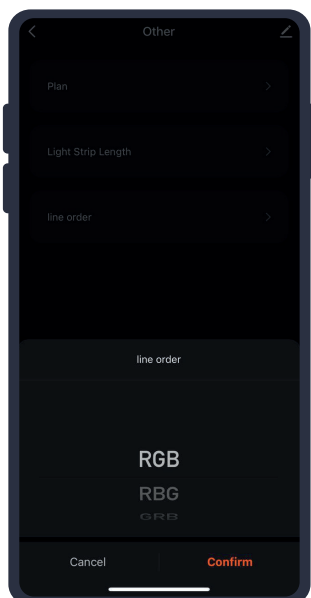 Other
Plan
Light Strip Length
line order
line order
RGB
RBG
GRB
Cancel
Confirm